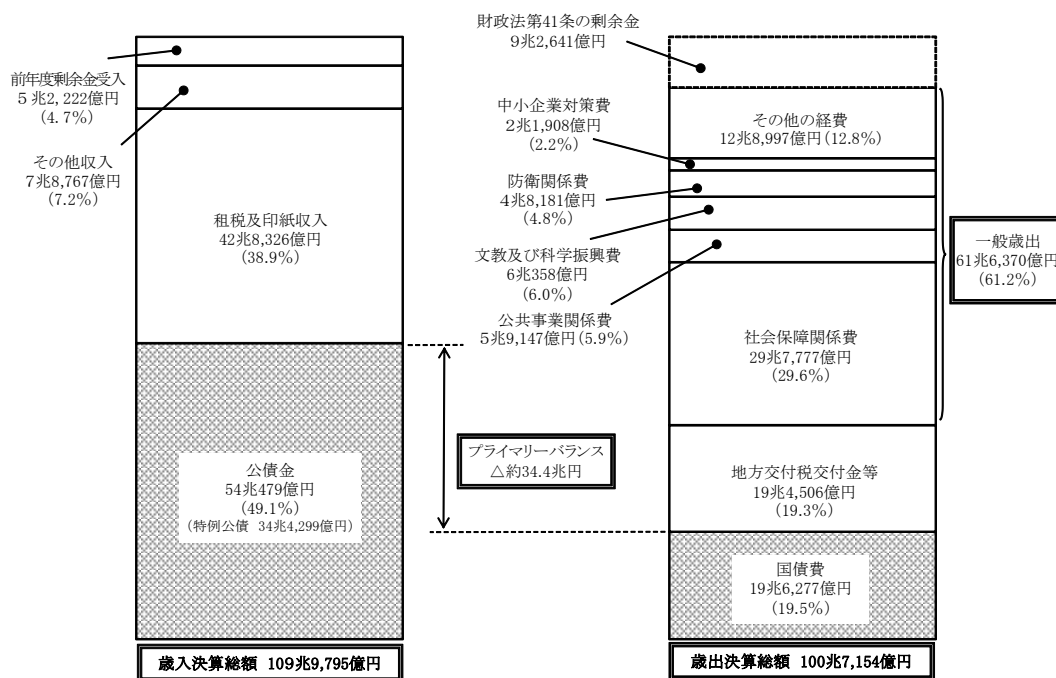 前年度剰余金受入
5兆2,222億円
(4.7%)
その他収入
7兆8,767億円
(7.2%)
租税及印紙収入
42兆8,326億円
(38.9%)
公債金
54兆479億円
(49.1%)
(特例公債 34兆4,299億円)
歳入決算総額 109兆9,795億円
プライマリーバランス
△約34.4兆円
財政法第41条の剰余金
9兆2,641億円
その他の経費
12兆8,997億円(12.8%)
中小企業対策費
2兆1,908億円
(2.2%)
防衛関係費
4兆8,181億円
(4.8%)
文教及び科学振興費
6兆358億円
(6.0%)
公共事業関係費
5兆9,147億円(5.9%)
社会保障関係費
29兆7,777億円
(29.6%)
一般歳出
61兆6,370億円
(61.2%)
地方交付税交付金等
19兆4,506億円
(19.3%)
国債費
19兆6,277億円
(19.5%)
歳出決算総額 100兆7,154億円